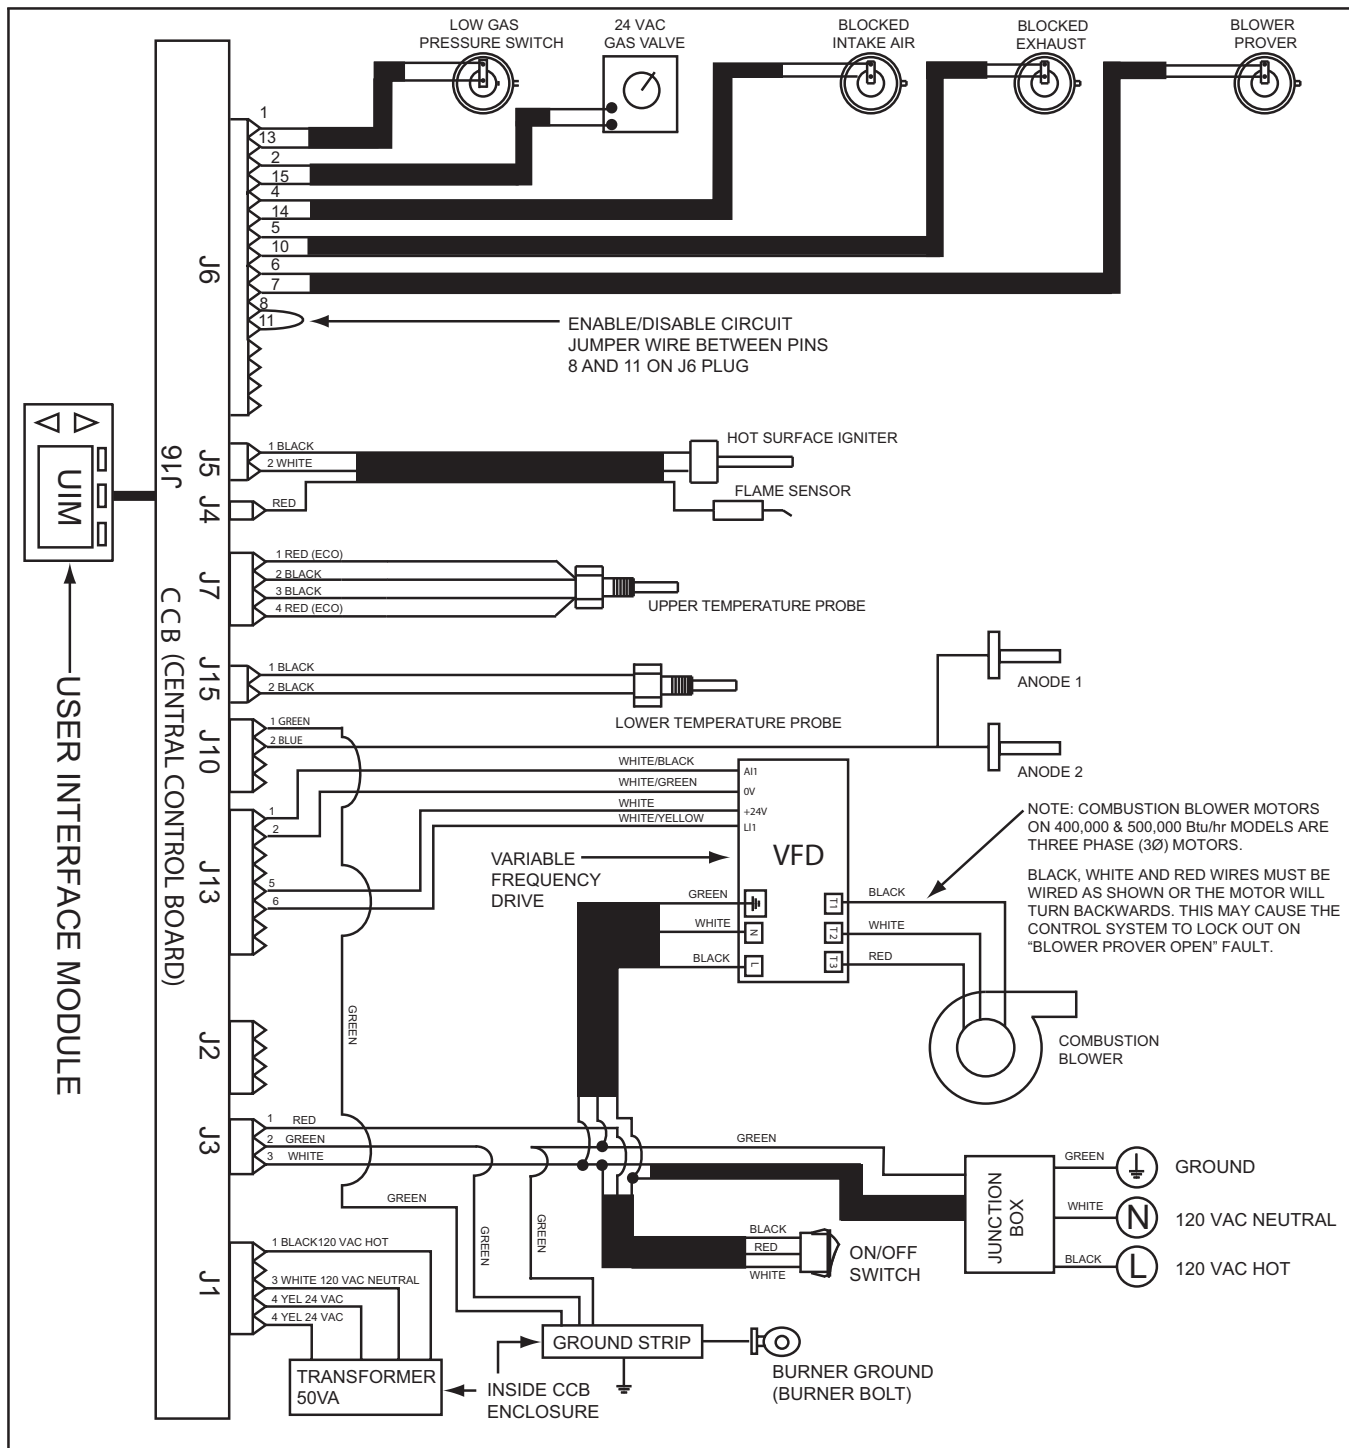 LOW GAS
PRESSURE SWITCH
24 VAC
GAS VALVE
BLOCKED
INTAKE AIR
BLOCKED
EXHAUST
BLOWER
PROVER
1
13
2
15
4
14
5
10
6
7
8
11
J6
ENABLE/DISABLE CIRCUIT
JUMPER WIRE BETWEEN PINS
8 AND 11 ON J6 PLUG
UIM
USER INTERFACE MODULE
J16
CCB (CENTRAL CONTROL BOARD)
J5
1 BLACK
2 WHITE
HOT SURFACE IGNITER
J4
RED
FLAME SENSOR
J7
1 RED (ECO)
2 BLACK
3 BLACK
4 RED (ECO)
UPPER TEMPERATURE PROBE
J15
1 BLACK
2 BLACK
LOWER TEMPERATURE PROBE
J10
1 GREEN
2 BLUE
ANODE 1
ANODE 2
J13
1
2
5
6
WHITE/BLACK
WHITE/GREEN
WHITE
WHITE/YELLOW
AI1
0V
+24V
LI1
VFD
VARIABLE
FREQUENCY
DRIVE
GREEN
WHITE
BLACK
N
L
T1
T2
T3
BLACK
WHITE
RED
NOTE: COMBUSTION BLOWER MOTORS
ON 400,000 & 500,000 Btu/hr MODELS ARE
THREE PHASE (3Ø) MOTORS.
BLACK, WHITE AND RED WIRES MUST BE
WIRED AS SHOWN OR THE MOTOR WILL
TURN BACKWARDS. THIS MAY CAUSE THE
CONTROL SYSTEM TO LOCK OUT ON
“BLOWER PROVER OPEN” FAULT.
COMBUSTION
BLOWER
GREEN
J2
J3
1 RED
2 GREEN
3 WHITE
GREEN
GREEN
GREEN
GREEN
JUNCTION
BOX
GREEN
GROUND
WHITE
N
120 VAC NEUTRAL
BLACK
L
120 VAC HOT
BLACK
RED
WHITE
ON/OFF
SWITCH
J1
1 BLACK120 VAC HOT
3 WHITE 120 VAC NEUTRAL
4 YEL 24 VAC
4 YEL 24 VAC
TRANSFORMER
50VA
INSIDE CCB
ENCLOSURE
GROUND STRIP
BURNER GROUND
(BURNER BOLT)